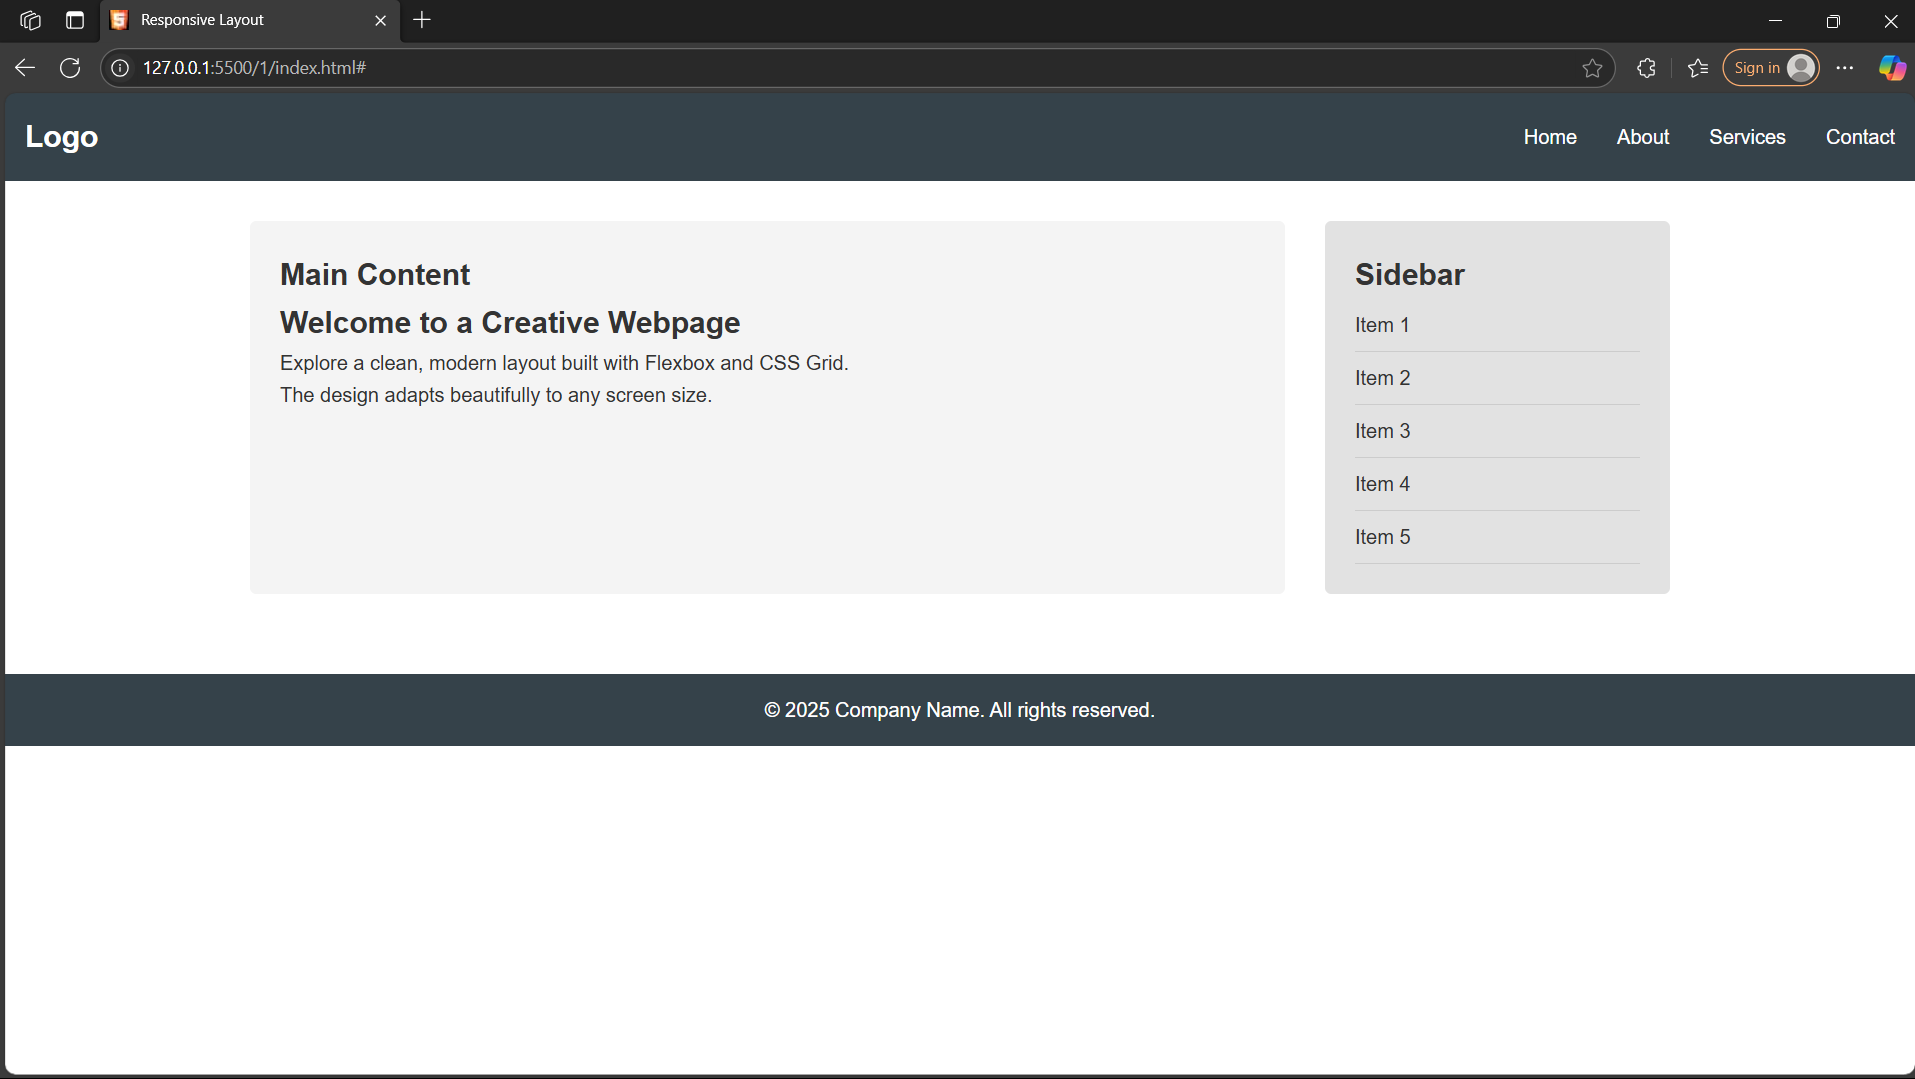 Responsive Layout
127.0.0.1:5500/1/index.html#
Sign in
Logo
Home About Services Contact
Main Content
Welcome to a Creative Webpage
Explore a clean, modern layout built with Flexbox and CSS Grid.
The design adapts beautifully to any screen size.
Sidebar
Item 1
Item 2
Item 3
Item 4
Item 5
© 2025 Company Name. All rights reserved.